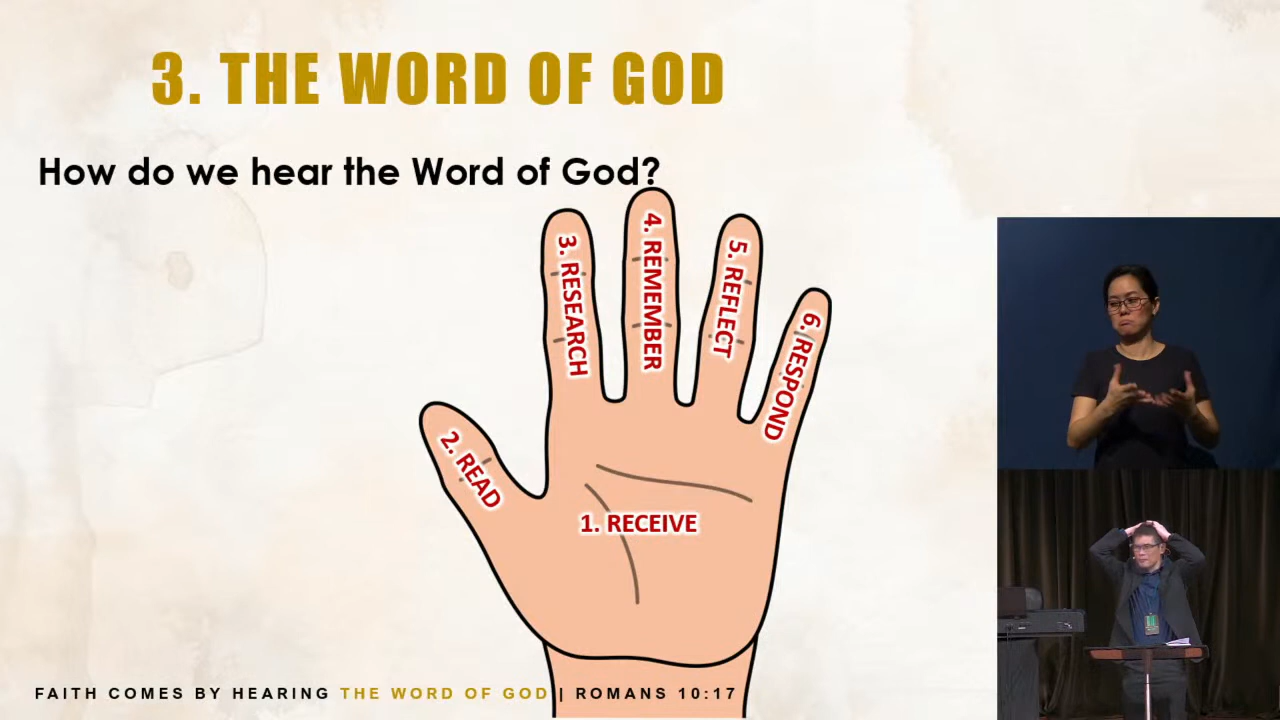 3. THE WORD OF GOD
How do we hear the Word of God?
1. RECEIVE
2. READ
3. RESEARCH
4. REMEMBER
5. REFLECT
6. RESPOND
FAITH COMES BY HEARING THE WORD OF GOD | ROMANS 10:17